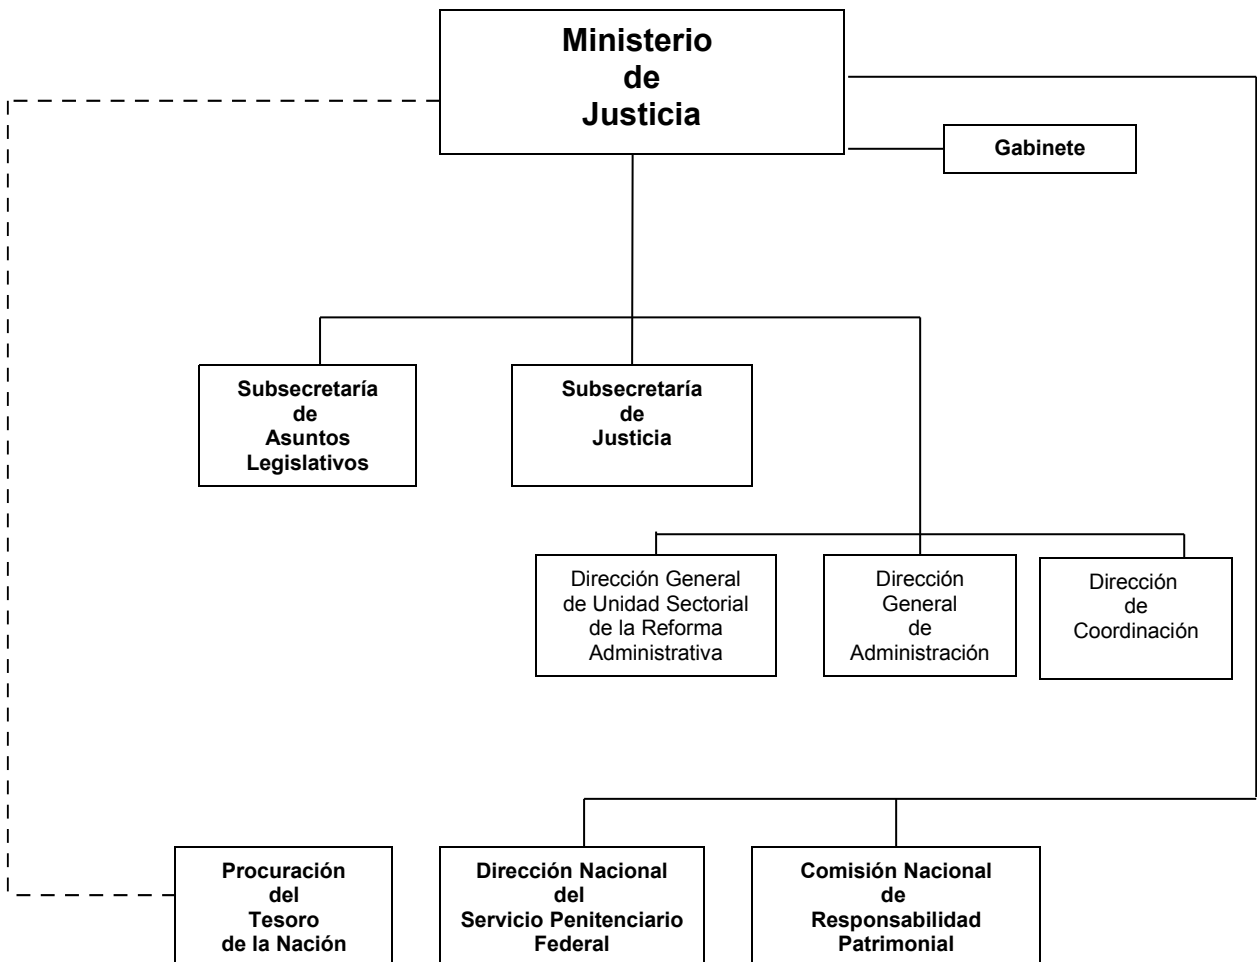 Ministerio
de
Justicia
Gabinete
Subsecretaría
de
Asuntos
Legislativos
Subsecretaría
de
Justicia
Dirección General
de Unidad Sectorial
de la Reforma
Administrativa
Dirección
General
de
Administración
Dirección
de
Coordinación
Procuración
del
Tesoro
de la Nación
Dirección Nacional
del
Servicio Penitenciario
Federal
Comisión Nacional
de
Responsabilidad
Patrimonial